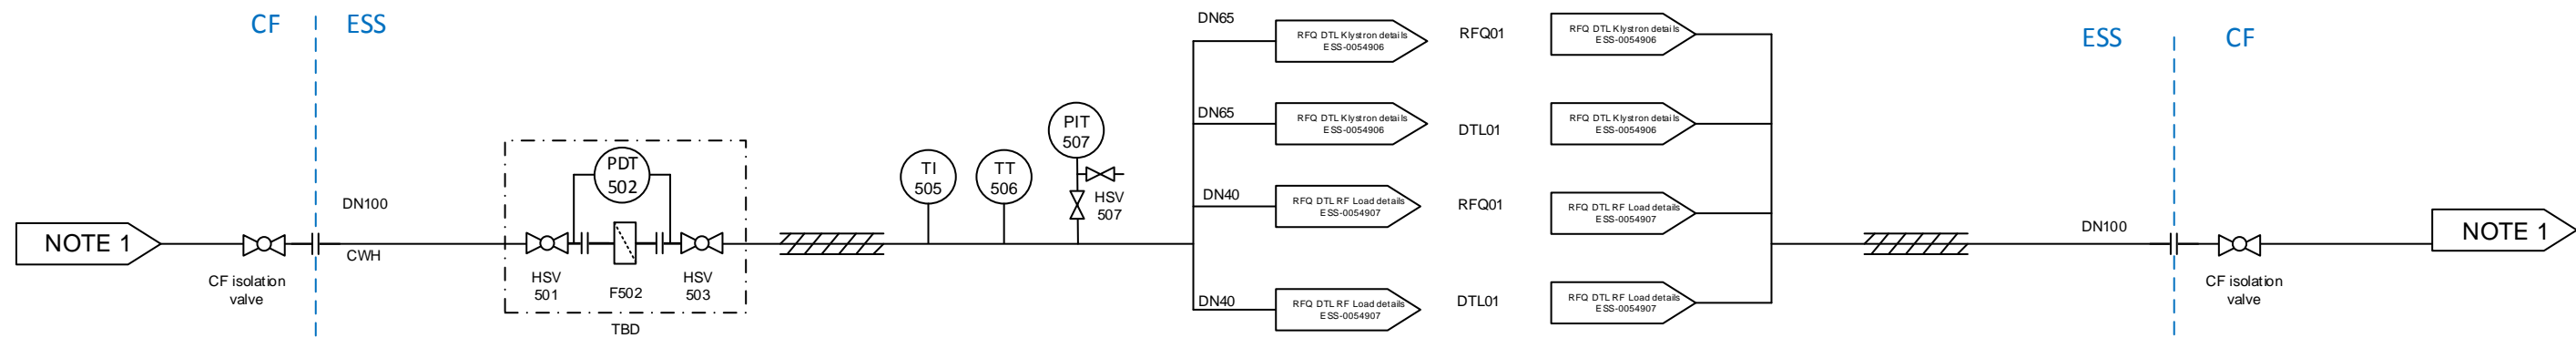 CF
ESS
NOTE 1
CF isolation
valve
DN100
CWH
PDT
502
HSV
501
F502
HSV
503
TBD
TI
505
TT
506
PIT
507
HSV
507
DN65
RFQ DTL Klystron details
ESS-0054906
RFQ01
RFQ DTL Klystron details
ESS-0054906
DN65
RFQ DTL Klystron details
ESS-0054906
DTL01
RFQ DTL Klystron details
ESS-0054906
DN40
RFQ DTL RF Load details
ESS-0054907
RFQ01
RFQ DTL RF Load details
ESS-0054907
DN40
RFQ DTL RF Load details
ESS-0054907
DTL01
RFQ DTL RF Load details
ESS-0054907
ESS
CF
DN100
CF isolation
valve
NOTE 1